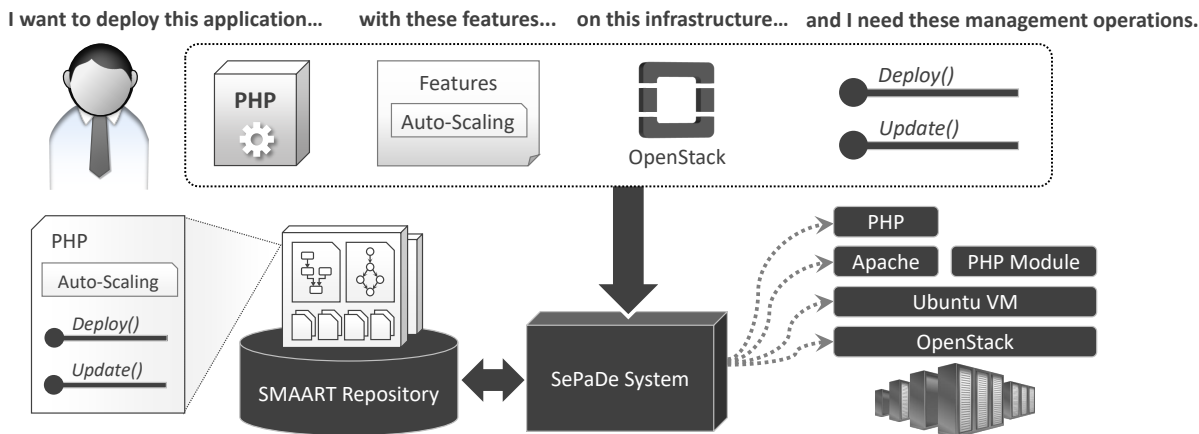 I want to deploy this application… with these features... on this infrastructure… and I need these management operations.
PHP
Features
Auto-Scaling
OpenStack
Deploy()
Update()
PHP
Auto-Scaling
Deploy()
Update()
SMAART Repository
SePaDe System
PHP
Apache PHP Module
Ubuntu VM
OpenStack